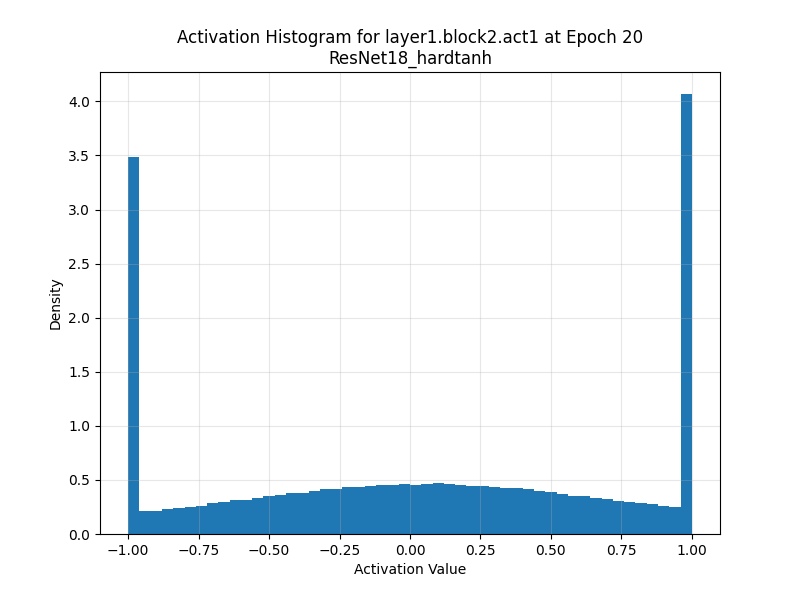 Activation Histogram for layer1.block2.act1 at Epoch 20
ResNet18_hardtanh
4.0
3.5
3.0
2.5
2.0
1.5
1.0
0.5
0.0
Density
−1.00 −0.75 −0.50 −0.25 0.00 0.25 0.50 0.75 1.00
Activation Value